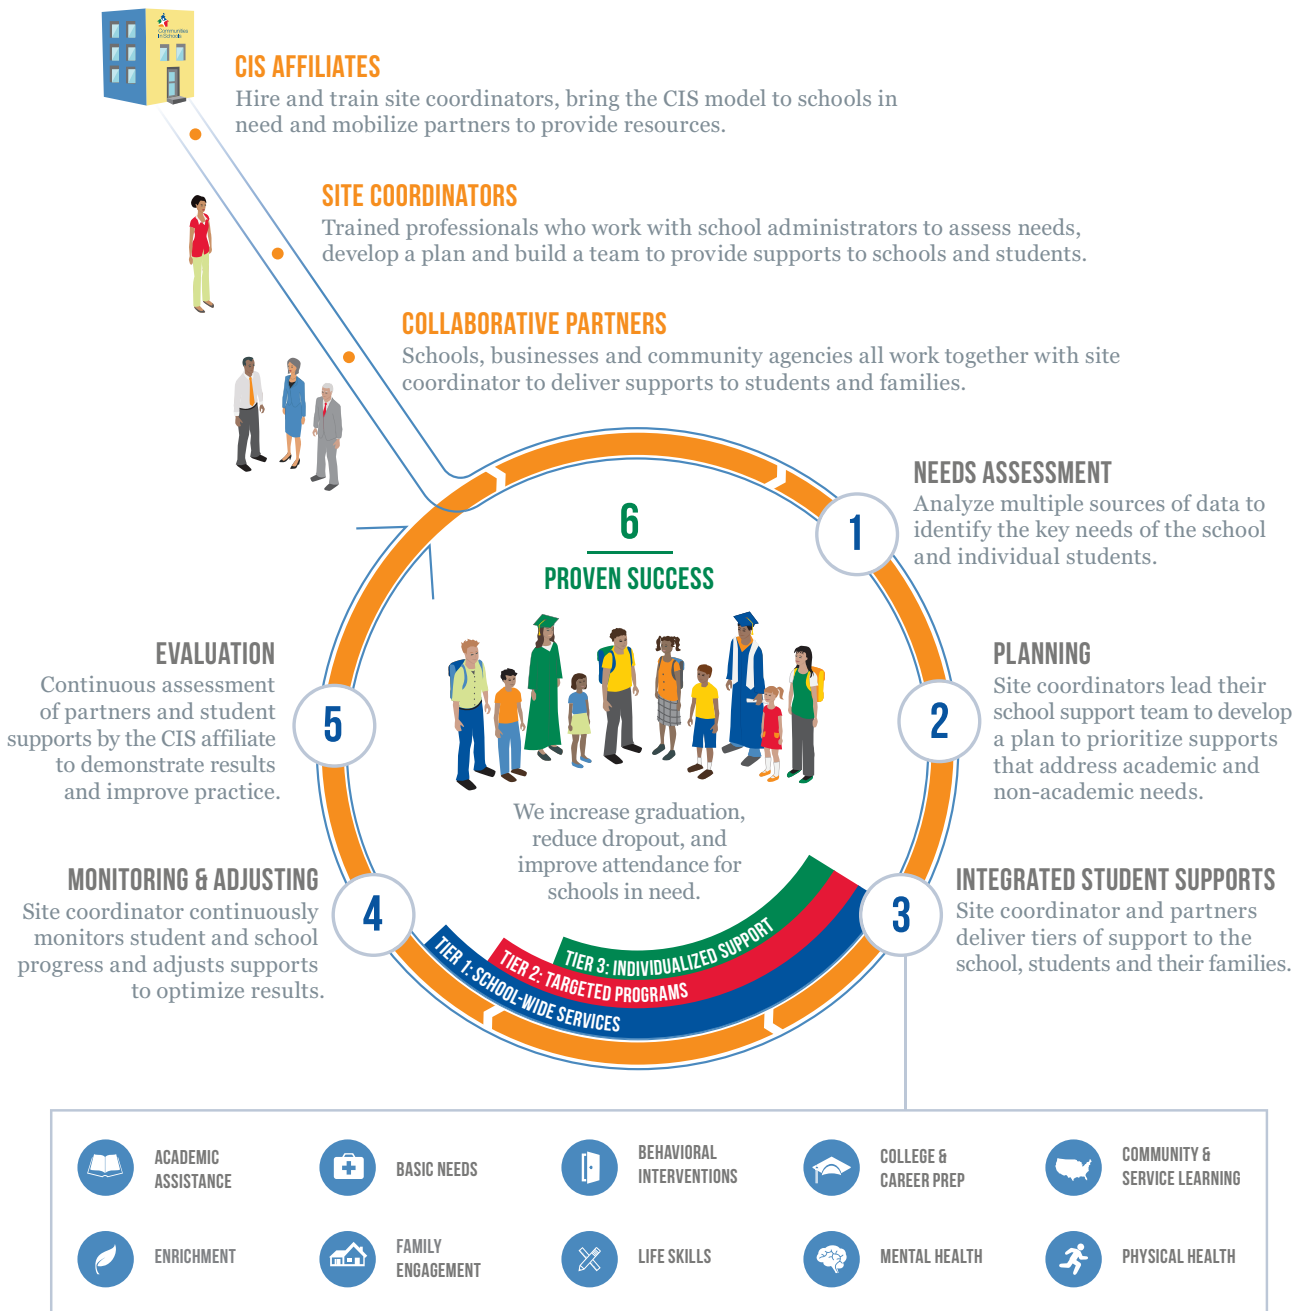 Communities
In Schools
CIS AFFILIATES
Hire and train site coordinators, bring the CIS model to schools in
need and mobilize partners to provide resources.
SITE COORDINATORS
Trained professionals who work with school administrators to assess needs,
develop a plan and build a team to provide supports to schools and students.
COLLABORATIVE PARTNERS
Schools, businesses and community agencies all work together with site
coordinator to deliver supports to students and families.
1
NEEDS ASSESSMENT
Analyze multiple sources of data to
identify the key needs of the school
and individual students.
2
PLANNING
Site coordinators lead their
school support team to develop
a plan to prioritize supports
that address academic and
non-academic needs.
3
INTEGRATED STUDENT SUPPORTS
Site coordinator and partners
deliver tiers of support to the
school, students and their families.
4
MONITORING & ADJUSTING
Site coordinator continuously
monitors student and school
progress and adjusts supports
to optimize results.
5
EVALUATION
Continuous assessment
of partners and student
supports by the CIS affiliate
to demonstrate results
and improve practice.
6
PROVEN SUCCESS
We increase graduation,
reduce dropout, and
improve attendance for
schools in need.
TIER 3: INDIVIDUALIZED SUPPORT
TIER 2: TARGETED PROGRAMS
TIER 1: SCHOOL-WIDE SERVICES
ACADEMIC
ASSISTANCE
BASIC NEEDS
BEHAVIORAL
INTERVENTIONS
COLLEGE &
CAREER PREP
COMMUNITY &
SERVICE LEARNING
ENRICHMENT
FAMILY
ENGAGEMENT
LIFE SKILLS
MENTAL HEALTH
PHYSICAL HEALTH